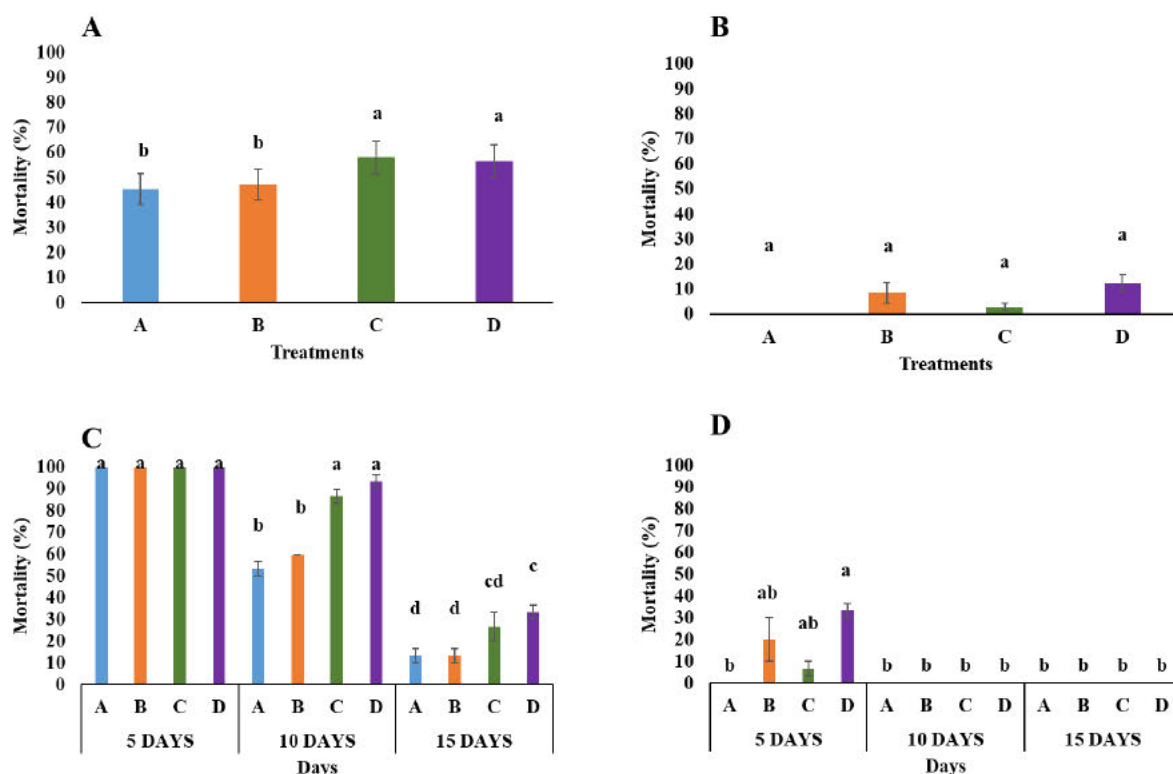 A
100
90
80
70
60
50
40
30
20
10
0
Mortality (%)
b
b
a
a
A
B
C
D
Treatments
B
100
90
80
70
60
50
40
30
20
10
0
Mortality (%)
a
a
a
a
A
B
C
D
Treatments
C
100
90
80
70
60
50
40
30
20
10
0
Mortality (%)
a a a a b b a a d d cd c
A B C D A B C D A B C D
5 DAYS 10 DAYS 15 DAYS
Days
D
100
90
80
70
60
50
40
30
20
10
0
Mortality (%)
b ab ab a b b b b b b b b
A B C D A B C D A B C D
5 DAYS 10 DAYS 15 DAYS
Days